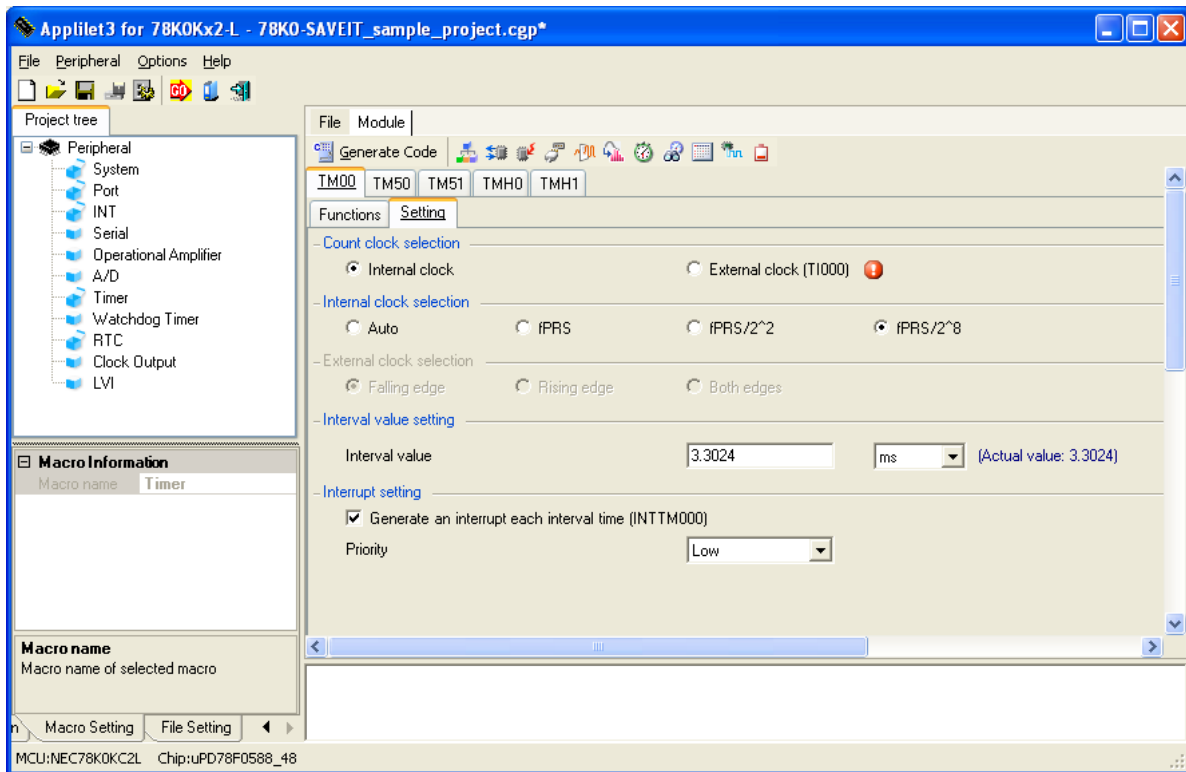 Applilet3 for 78K0Kx2-L - 78K0-SAVEIT_sample_project.cgp*
File Peripheral Options Help
GO
Project tree
Peripheral
System
Port
INT
Serial
Operational Amplifier
A/D
Timer
Watchdog Timer
RTC
Clock Output
LVI
Macro Information
Macro name Timer
Macro name
Macro name of selected macro
n Macro Setting File Setting
File Module
Generate Code
TM00 TM50 TM51 TMH0 TMH1
Functions Setting
Count clock selection
Internal clock External clock (TI000)
Internal clock selection
Auto fPRS fPRS/2^2 fPRS/2^8
External clock selection
Falling edge Rising edge Both edges
Interval value setting
Interval value 3.3024 ms (Actual value: 3.3024)
Interrupt setting
Generate an interrupt each interval time (INTTM000)
Priority Low
MCU:NEC78K0KC2L Chip:uPD78F0588_48